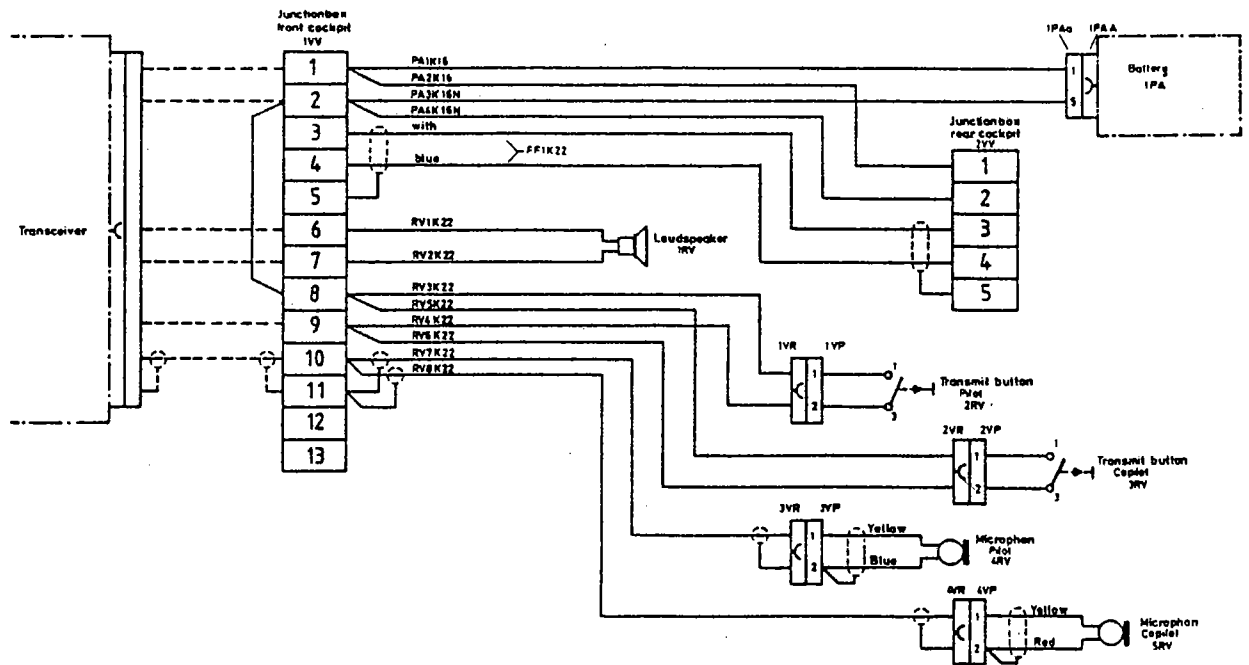 Junctionbox
front cockpit
1VV
1
2
3
4
5
6
7
8
9
10
11
12
13
Transceiver
PA1K16
PA2K16
PA3K16N
PA4K16N
with
blue
FF1K22
RV1K22
RV2K22
RV3K22
RV5K22
RV4K22
RV6K22
RV7K22
RV8K22
Loudspeaker
1RV
1PAa
1PAA
1
5
Battery
1PA
Junctionbox
rear cockpit
2VV
1
2
3
4
5
1VR
1VP
1
2
1
3
Transmit button
Pilot
2RV
2VR
2VP
1
2
1
3
Transmit button
Copilot
3RV
3VR
3VP
1
2
Yellow
Blue
Microphon
Pilot
4RV
4VR
4VP
1
2
Yellow
Red
Microphon
Copilot
5RV